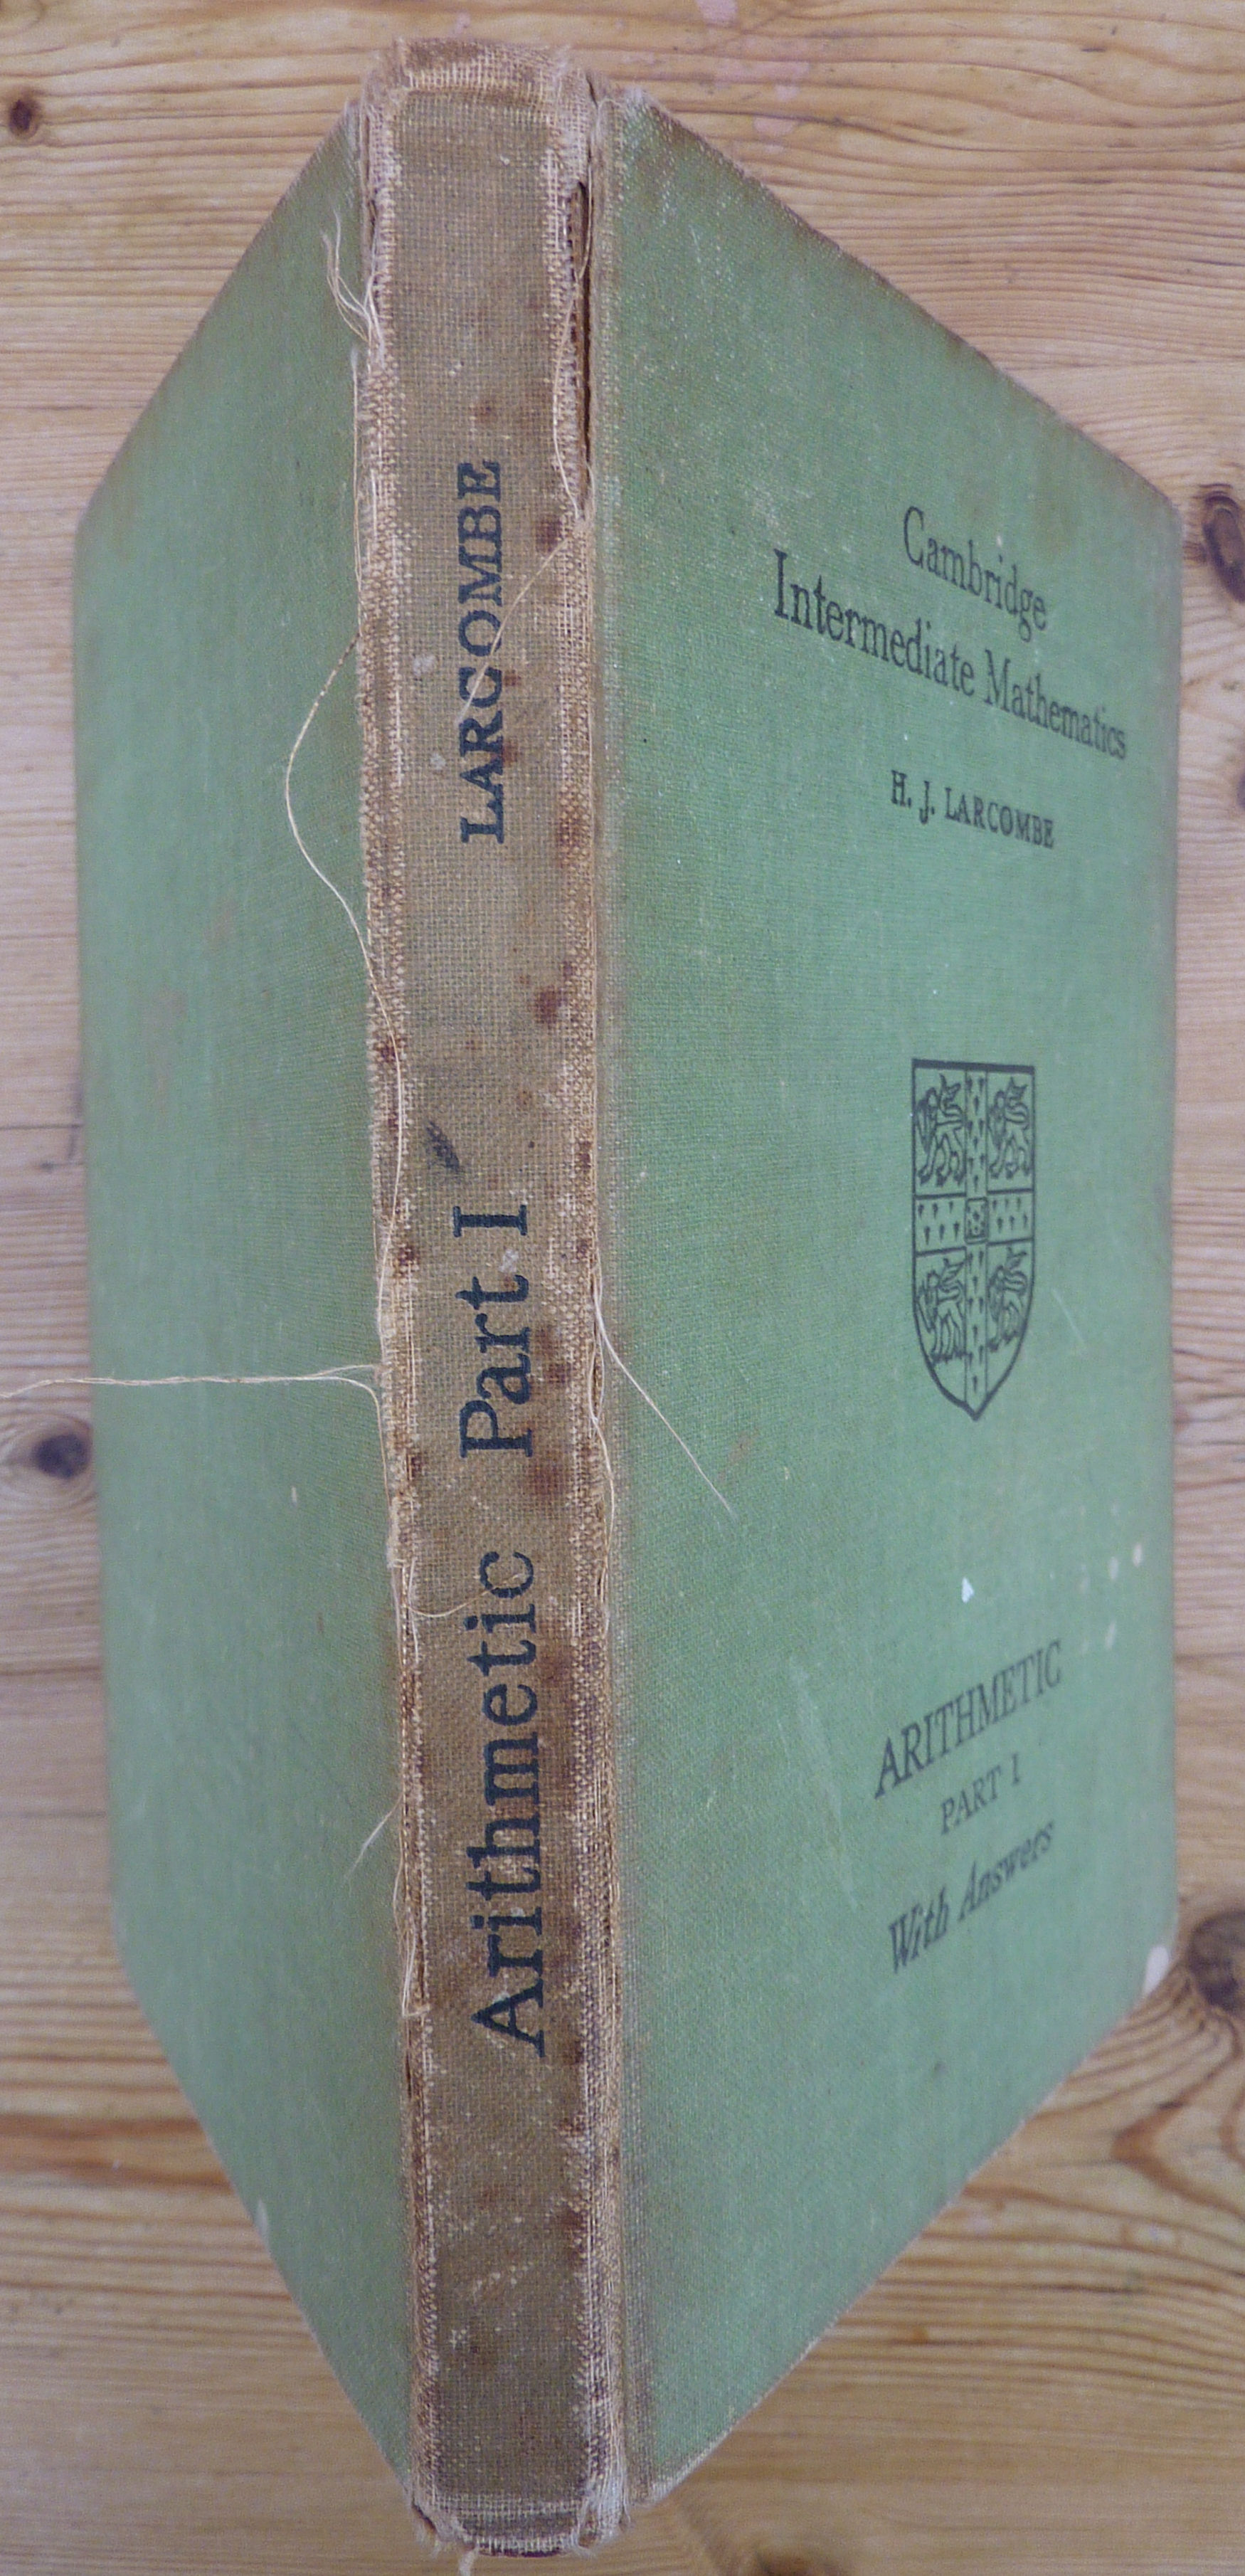 Arithmetic Part I LARCOMBE
Cambridge
Intermediate Mathematics
H. J. LARCOMBE
ARITHMETIC
PART I
With Answers